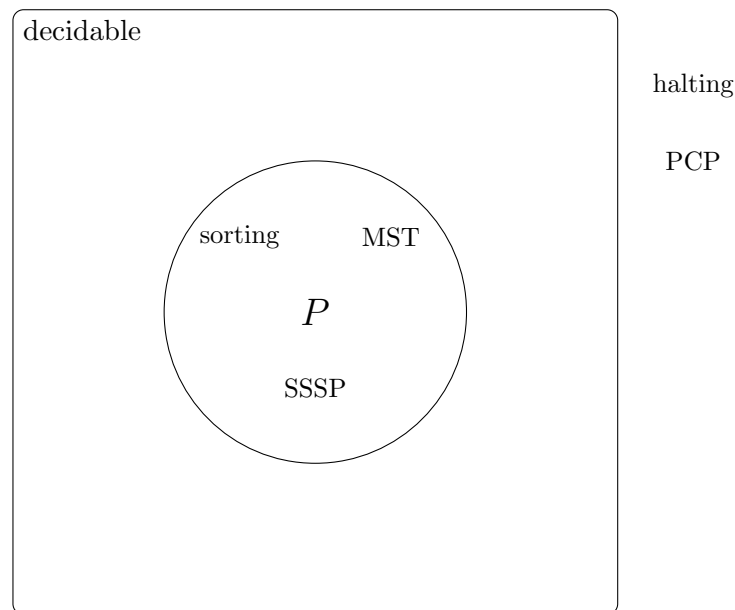 decidable
halting
PCP
sorting
MST
P
SSSP